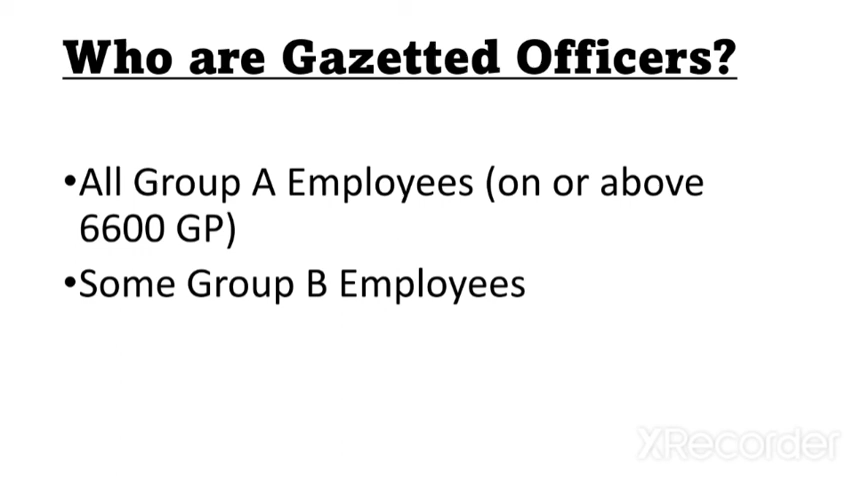 Who are Gazetted Officers?
•All Group A Employees (on or above
6600 GP)
•Some Group B Employees
XRecorder